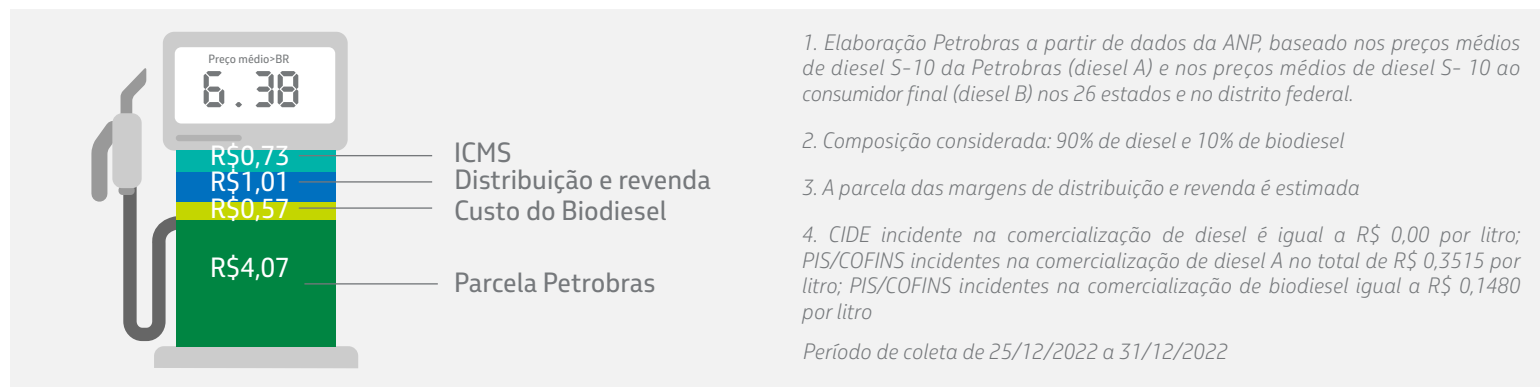 Preço médio>BR
6.38
R$0,73
ICMS
R$1,01
Distribuição e revenda
R$0,57
Custo do Biodiesel
R$4,07
Parcela Petrobras
1. Elaboração Petrobras a partir de dados da ANP, baseado nos preços médios
de diesel S-10 da Petrobras (diesel A) e nos preços médios de diesel S- 10 ao
consumidor final (diesel B) nos 26 estados e no distrito federal.
2. Composição considerada: 90% de diesel e 10% de biodiesel
3. A parcela das margens de distribuição e revenda é estimada
4. CIDE incidente na comercialização de diesel é igual a R$ 0,00 por litro;
PIS/COFINS incidentes na comercialização de diesel A no total de R$ 0,3515 por
litro; PIS/COFINS incidentes na comercialização de biodiesel igual a R$ 0,1480
por litro
Período de coleta de 25/12/2022 a 31/12/2022